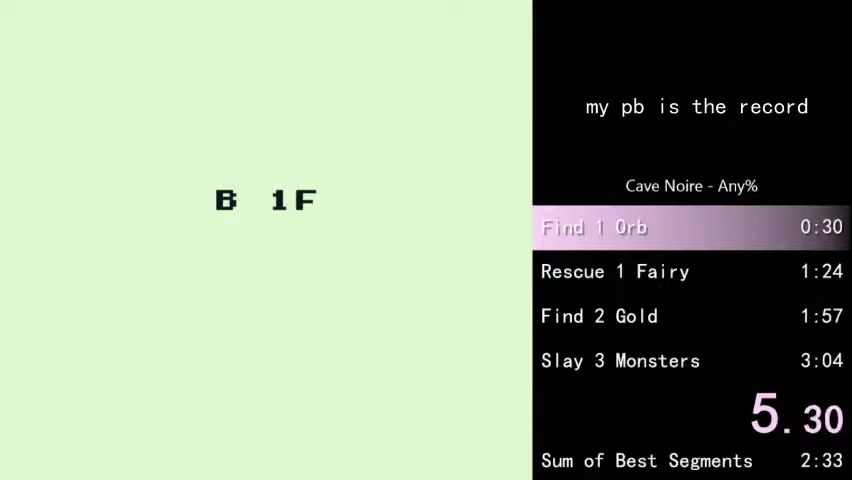 B 1F
my pb is the record
Cave Noire - Any%
Find 1 Orb 0:30
Rescue 1 Fairy 1:24
Find 2 Gold 1:57
Slay 3 Monsters 3:04
5.30
Sum of Best Segments 2:33